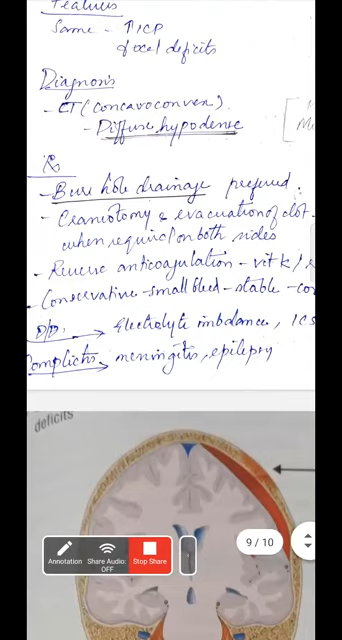 Features
Same - ↑ICP
focal deficits
Diagnosis
- CT (Concavoconvex).
- Diffuse hypodense
Rx
- Burr hole drainage preferred.
- Craniotomy & evacuation of clot -
when required on both sides
- Reverse anticoagulation - vit K /
- Conservative - small bleed - stable - con
D/D. → Electrolyte imbalance, ICS
Complictn → meningitis, epilepsy
deficits
9 / 10
Annotation
Share Audio: OFF
Stop Share